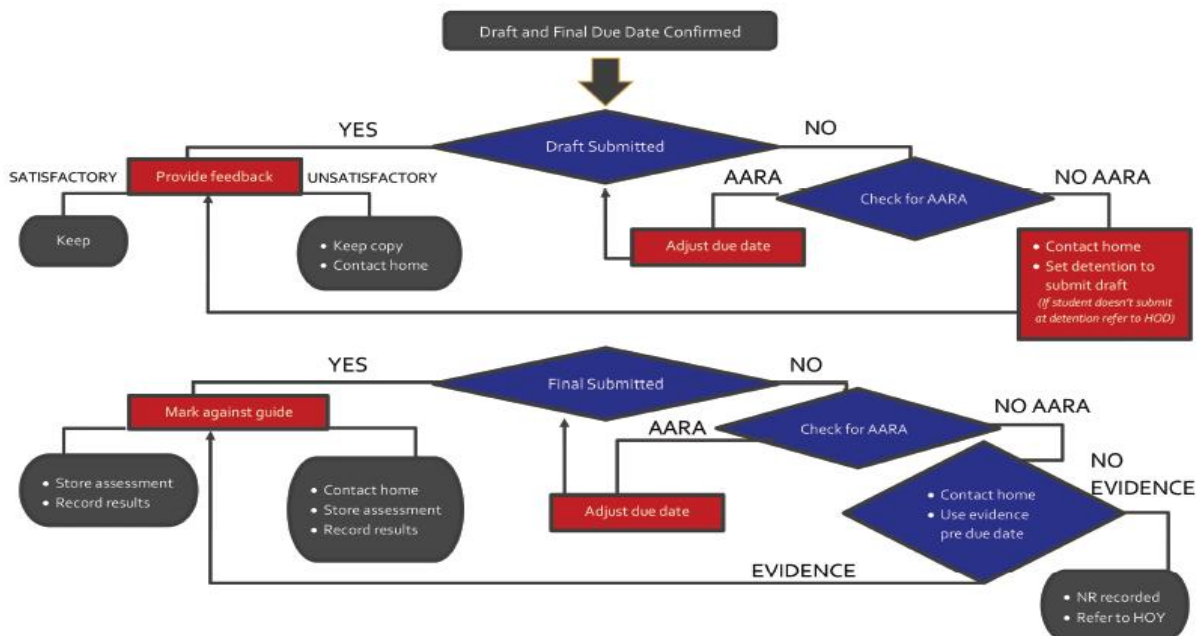 Draft and Final Due Date Confirmed
YES
NO
Draft Submitted
SATISFACTORY
Provide feedback
UNSATISFACTORY
AARA
Check for AARA
NO AARA
Keep
• Keep copy
• Contact home
Adjust due date
• Contact home
• Set detention to
submit draft
(If student doesn't submit
at detention refer to HOD)
YES
NO
Final Submitted
Mark against guide
AARA
Check for AARA
NO AARA
• Store assessment
• Record results
• Contact home
• Store assessment
• Record results
Adjust due date
• Contact home
• Use evidence
pre due date
NO
EVIDENCE
EVIDENCE
• NR recorded
• Refer to HOY